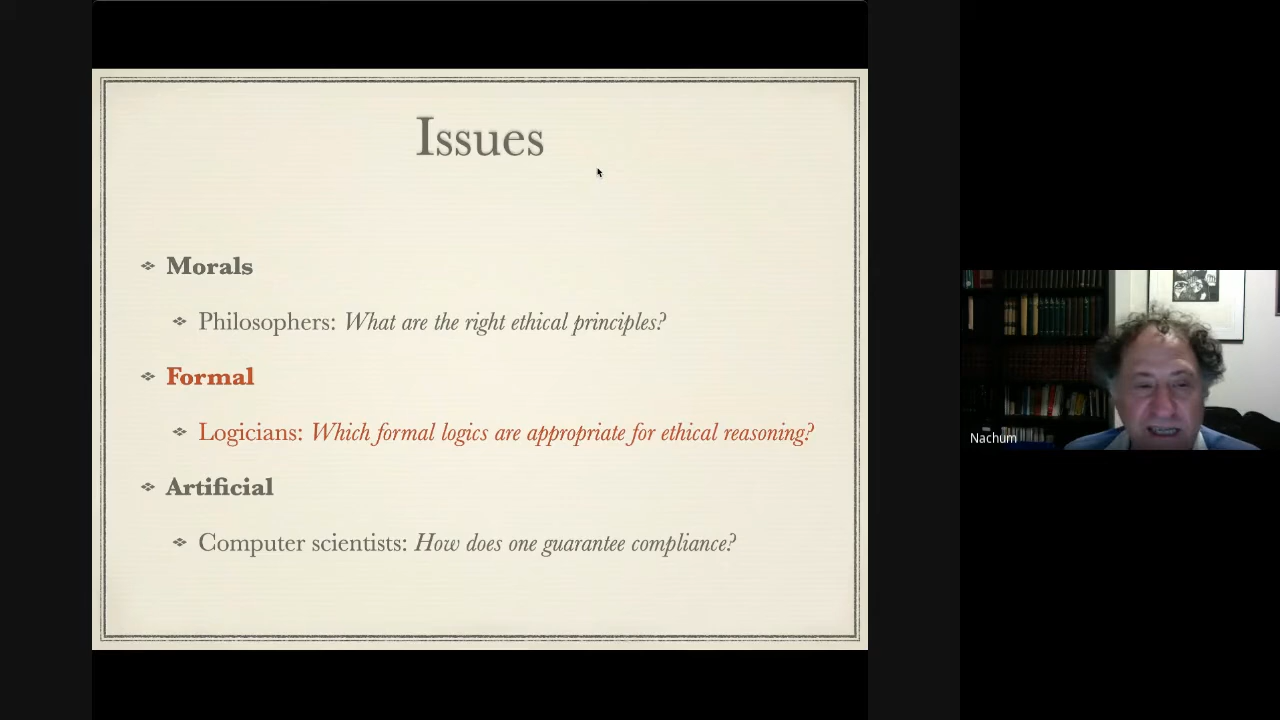 Issues
Morals
Philosophers: What are the right ethical principles?
Formal
Logicians: Which formal logics are appropriate for ethical reasoning?
Artificial
Computer scientists: How does one guarantee compliance?
Nachum